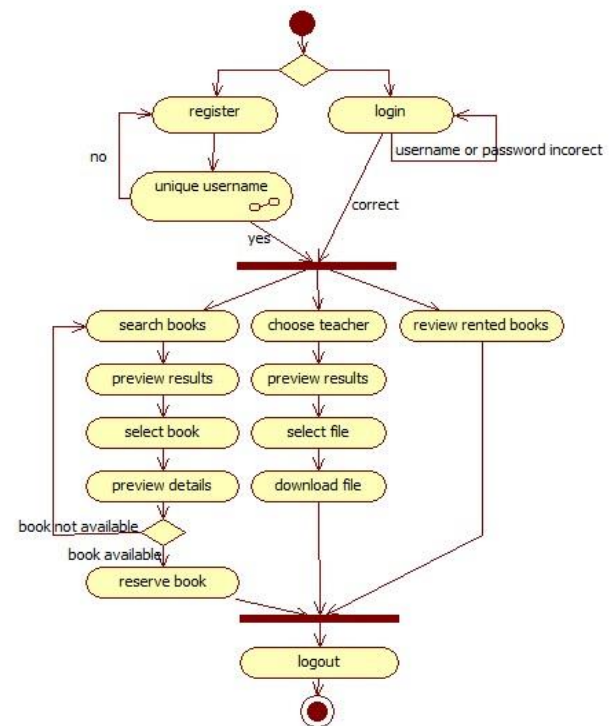 register
login
username or password incorect
no
unique username
correct
yes
search books
choose teacher
review rented books
preview results
preview results
select book
select file
preview details
download file
book not available
book available
reserve book
logout